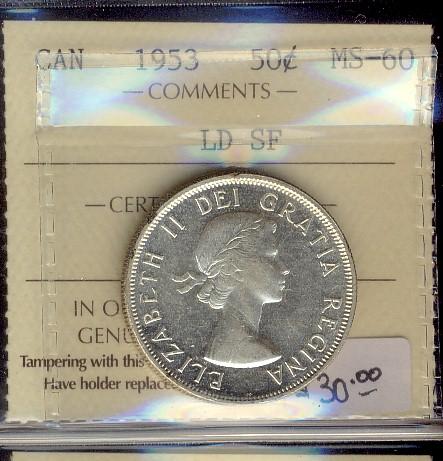 CAN 1953 50¢ MS-60
— COMMENTS —
LD SF
— CERT
ELIZABETH II DEI GRATIA REGINA
IN O
GENU
Tampering with this
Have holder replace
30.00